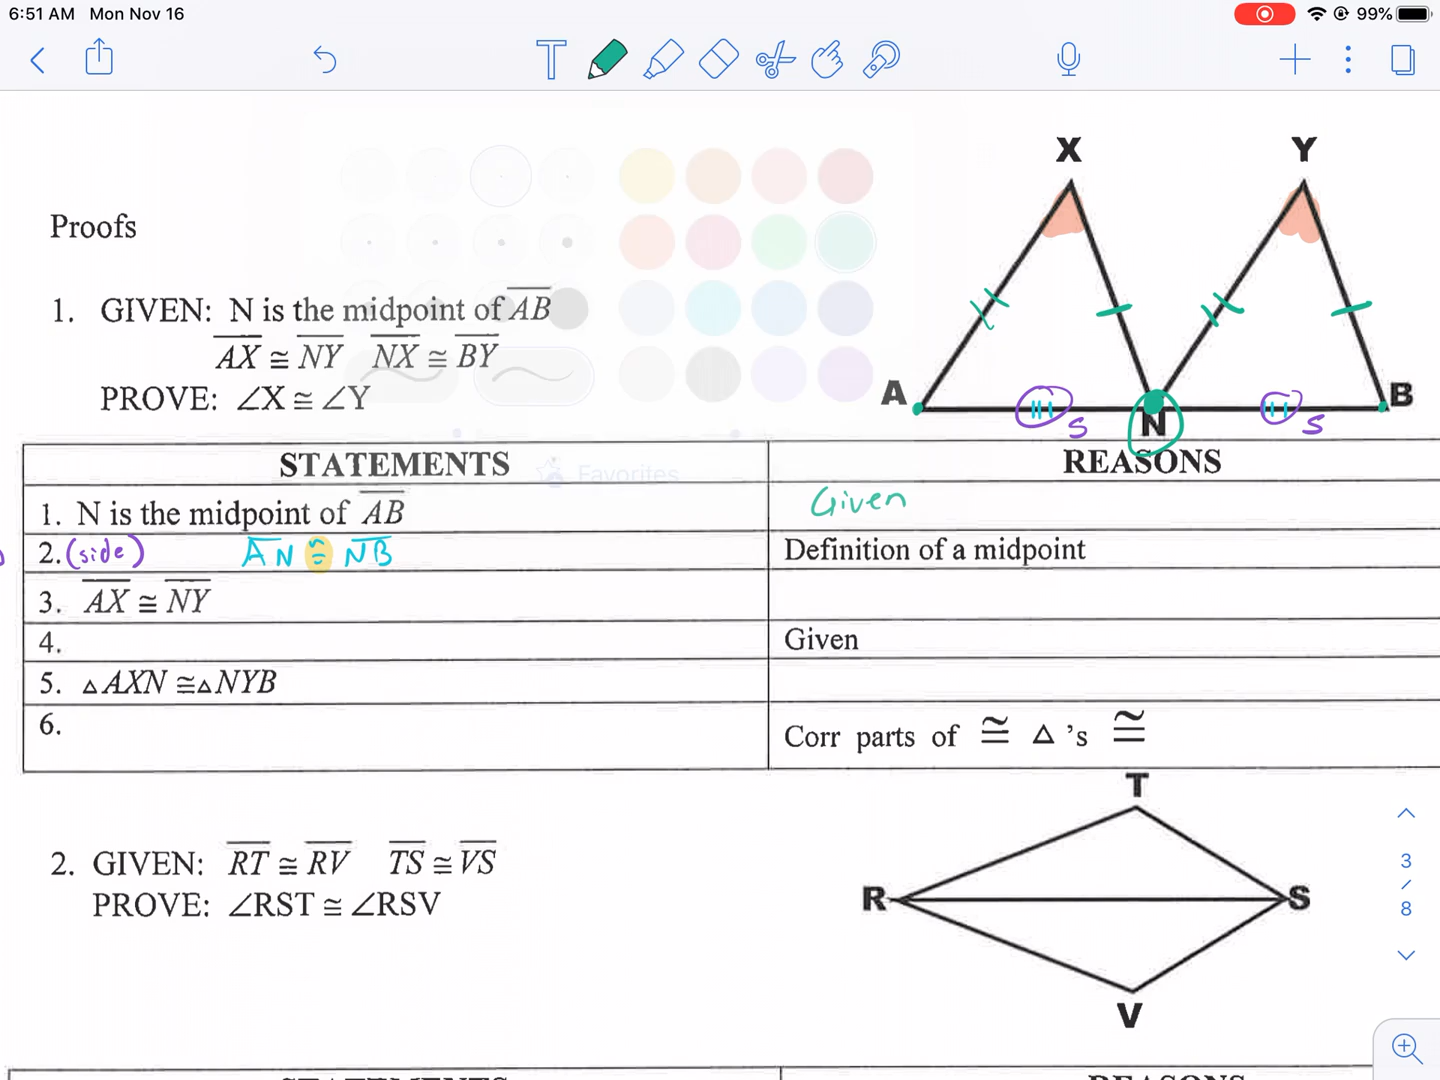 6:51 AM Mon Nov 16
99%
T
X
Y
Proofs
1. GIVEN: N is the midpoint of AB
AX ≅ NY NX ≅ BY
PROVE: ∠X ≅ ∠Y
A
B
s
N
s
STATEMENTS
REASONS
Favorites
1. N is the midpoint of AB
Given
2. (side) AN ≅ NB
Definition of a midpoint
3. AX ≅ NY
4.
Given
5. △AXN ≅ △NYB
6.
Corr parts of ≅ △'s ≅
T
2. GIVEN: RT ≅ RV TS ≅ VS
PROVE: ∠RST ≅ ∠RSV
R
S
V
3
/
8
STATEMENTS
REASONS